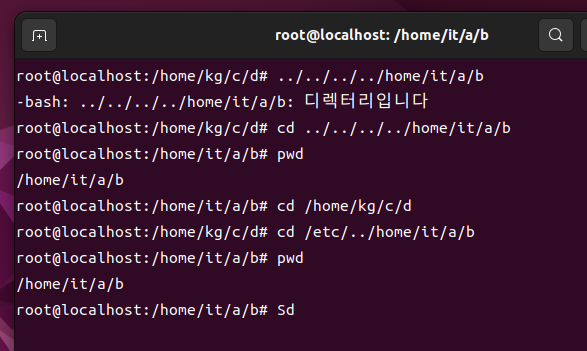 root@localhost: /home/it/a/b
root@localhost:/home/kg/c/d# ../../../../home/it/a/b
-bash: ../../../../home/it/a/b: 디렉터리입니다
root@localhost:/home/kg/c/d# cd ../../../../home/it/a/b
root@localhost:/home/it/a/b# pwd
/home/it/a/b
root@localhost:/home/it/a/b# cd /home/kg/c/d
root@localhost:/home/kg/c/d# cd /etc/../home/it/a/b
root@localhost:/home/it/a/b# pwd
/home/it/a/b
root@localhost:/home/it/a/b# Sd